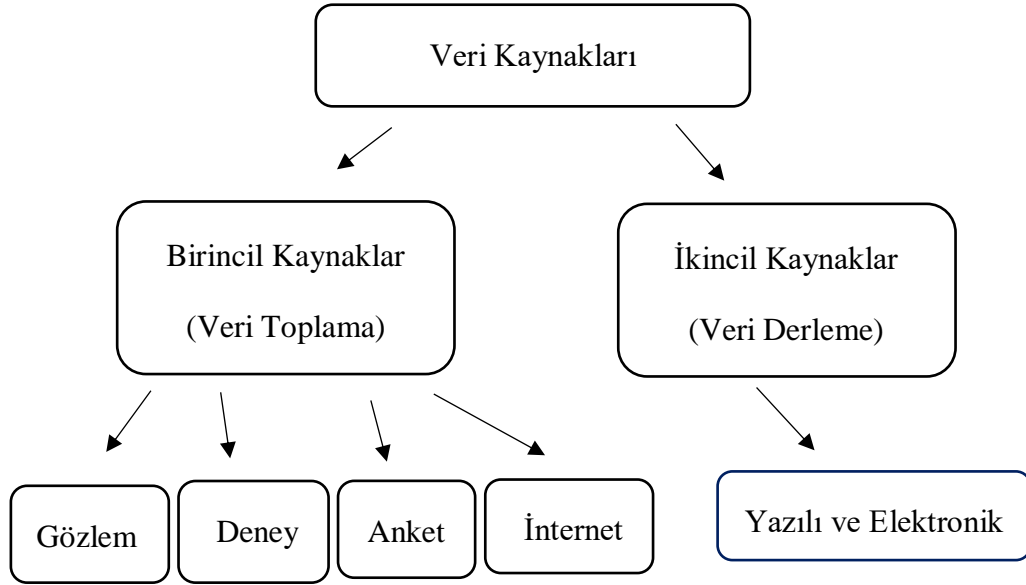 Veri Kaynakları
Birincil Kaynaklar
(Veri Toplama)
İkincil Kaynaklar
(Veri Derleme)
Gözlem
Deney
Anket
İnternet
Yazılı ve Elektronik